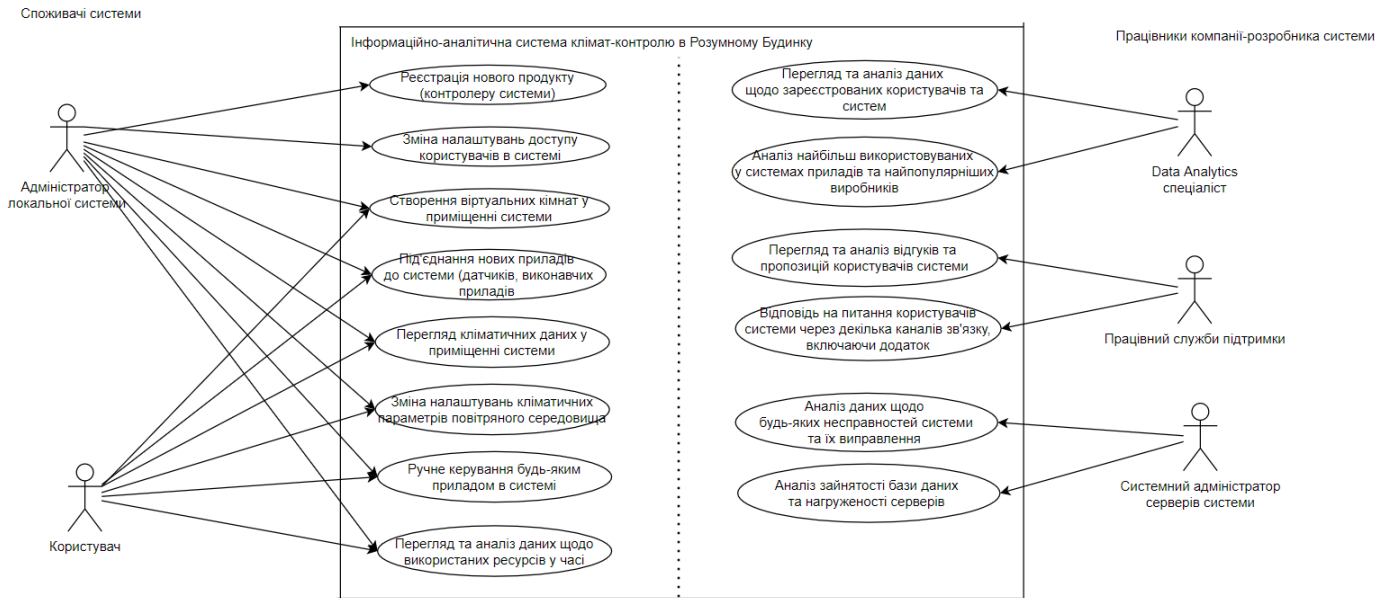 Споживачі системи
Адміністратор
локальної системи
Користувач
Інформаційно-аналітична система клімат-контролю в Розумному Будинку
Реєстрація нового продукту
(контролеру системи)
Зміна налаштувань доступу
користувачів в системі
Створення віртуальних кімнат у
приміщенні системи
Під'єднання нових приладів
до системи (датчиків, виконавчих
приладів
Перегляд кліматичних даних у
приміщенні системи
Зміна налаштувань кліматичних
параметрів повітряного середовища
Ручне керування будь-яким
приладом в системі
Перегляд та аналіз даних щодо
використаних ресурсів у часі
Перегляд та аналіз даних
щодо зареєстрованих користувачів та
систем
Аналіз найбільш використовуваних
у системах приладів та найпопулярніших
виробників
Перегляд та аналіз відгуків та
пропозицій користувачів системи
Відповідь на питання користувачів
системи через декілька каналів зв'язку,
включаючи додаток
Аналіз даних щодо
будь-яких несправностей системи
та їх виправлення
Аналіз зайнятості бази даних
та нагруженості серверів
Працівники компанії-розробника системи
Data Analytics
спеціаліст
Працівний служби підтримки
Системний адміністратор
серверів системи